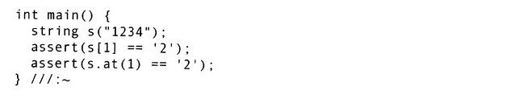 int main() {
  string s("1234");
  assert(s[1] == '2');
  assert(s.at(1) == '2');
} ///:~